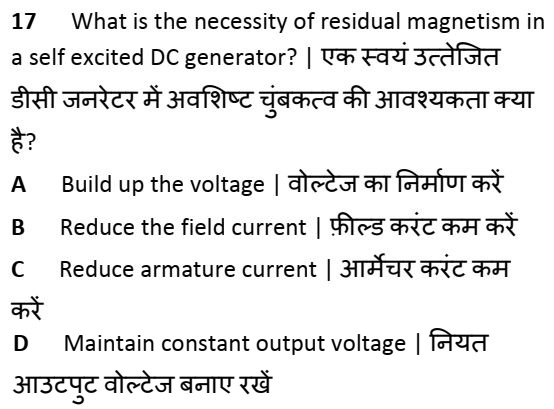 17 What is the necessity of residual magnetism in
a self excited DC generator? | एक स्वयं उत्तेजित
डीसी जनरेटर में अवशिष्ट चुंबकत्व की आवश्यकता क्या
है?
A Build up the voltage | वोल्टेज का निर्माण करें
B Reduce the field current | फ़ील्ड करंट कम करें
C Reduce armature current | आर्मेचर करंट कम
करें
D Maintain constant output voltage | नियत
आउटपुट वोल्टेज बनाए रखें